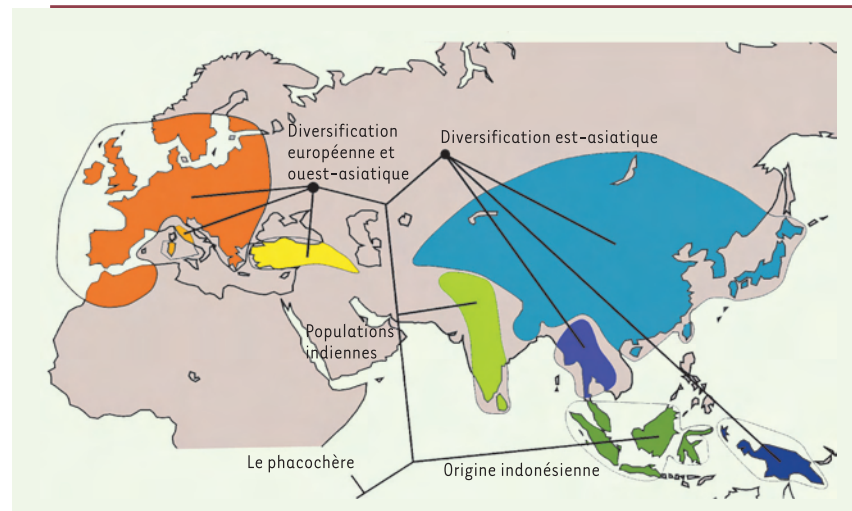 Diversification
européenne et
ouest-asiatique
Diversification est-asiatique
Populations
indiennes
Le phacochère
Origine indonésienne